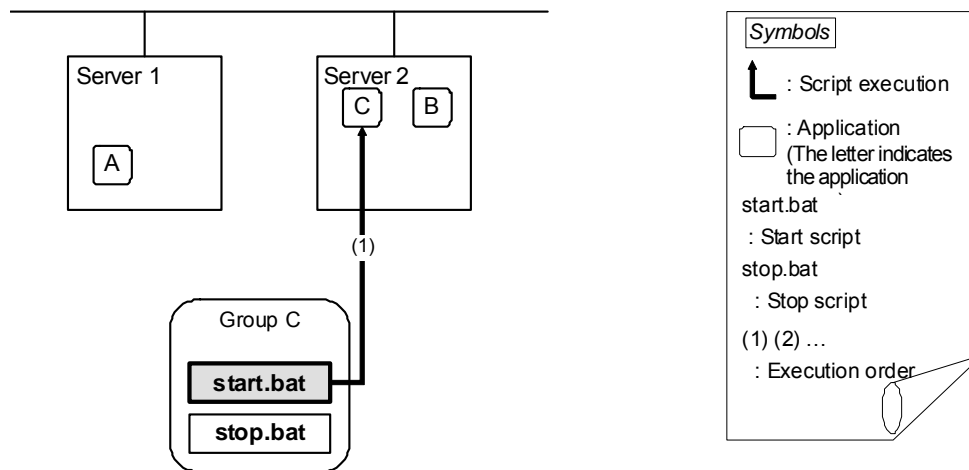 Server 1
A
Server 2
C
B
(1)
Group C
start.bat
stop.bat
Symbols
: Script execution
: Application
(The letter indicates
the application
start.bat
: Start script
stop.bat
: Stop script
(1) (2) …
: Execution order